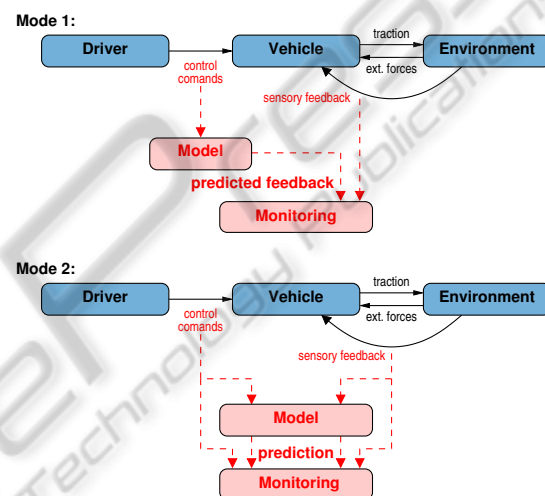 Mode 1:
Driver
Vehicle
traction
Environment
ext. forces
control
comands
sensory feedback
Model
predicted feedback
Monitoring
Mode 2:
Driver
Vehicle
traction
Environment
ext. forces
control
comands
sensory feedback
Model
prediction
Monitoring